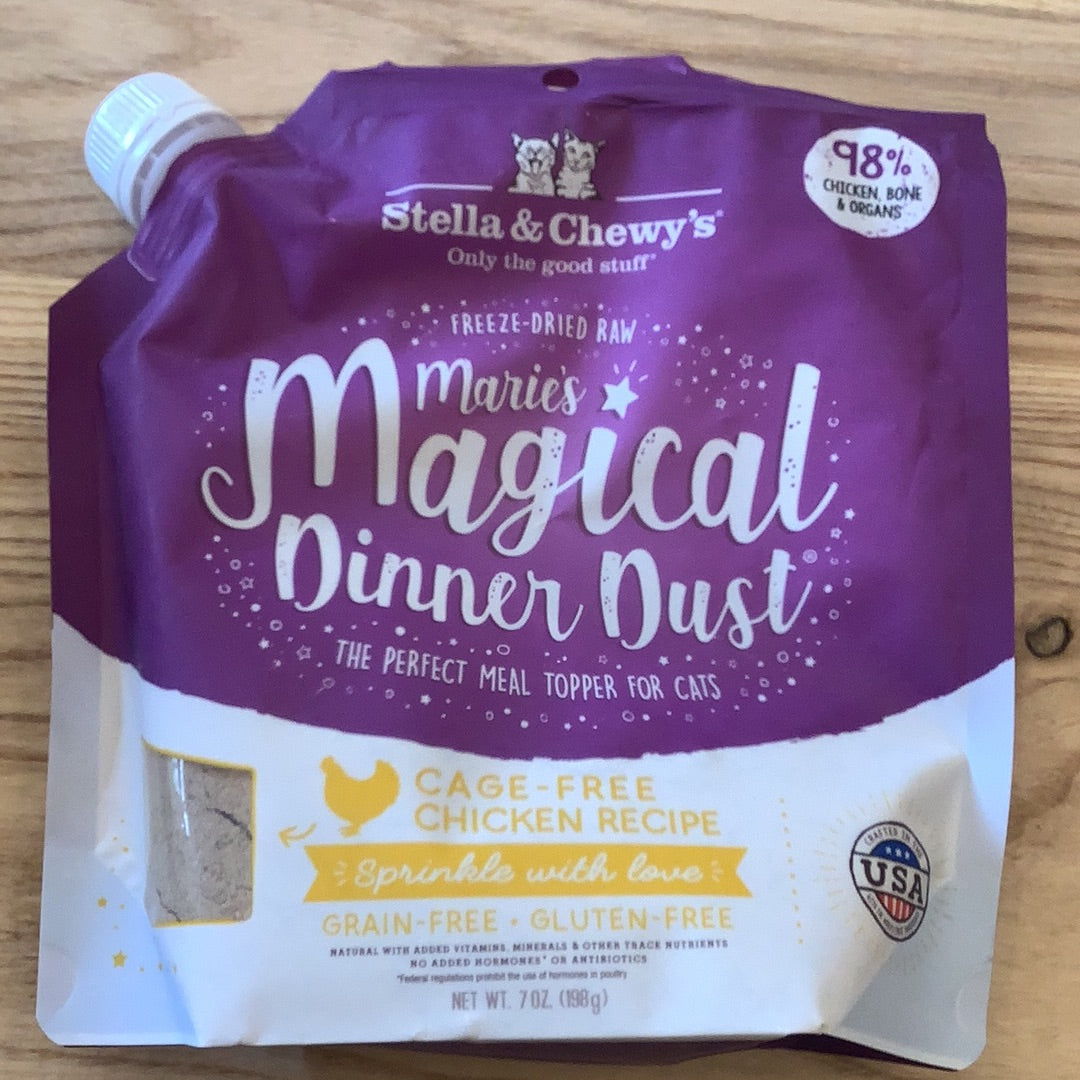 98%
CHICKEN, BONE
& ORGANS
Stella & Chewy's®
Only the good stuff®
FREEZE-DRIED RAW
Marie's
Magical
Dinner Dust
THE PERFECT MEAL TOPPER FOR CATS
CAGE-FREE
CHICKEN RECIPE
Sprinkle with love
GRAIN-FREE • GLUTEN-FREE
NATURAL WITH ADDED VITAMINS, MINERALS & OTHER TRACE NUTRIENTS
NO ADDED HORMONES* OR ANTIBIOTICS
*Federal regulations prohibit the use of hormones in poultry
NET WT. 7 OZ. (198g)
CRAFTED IN THE
USA